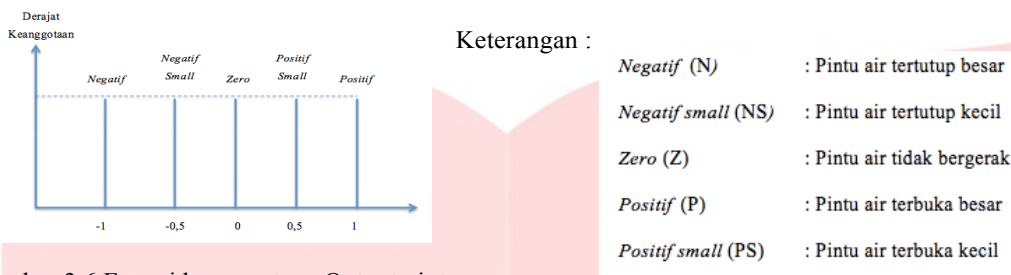 Derajat
Keanggotaan
Negatif
Negatif
Small
Zero
Positif
Small
Positif
-1
-0,5
0
0,5
1
Keterangan :
Negatif (N) : Pintu air tertutup besar
Negatif small (NS) : Pintu air tertutup kecil
Zero (Z) : Pintu air tidak bergerak
Positif (P) : Pintu air terbuka besar
Positif small (PS) : Pintu air terbuka kecil